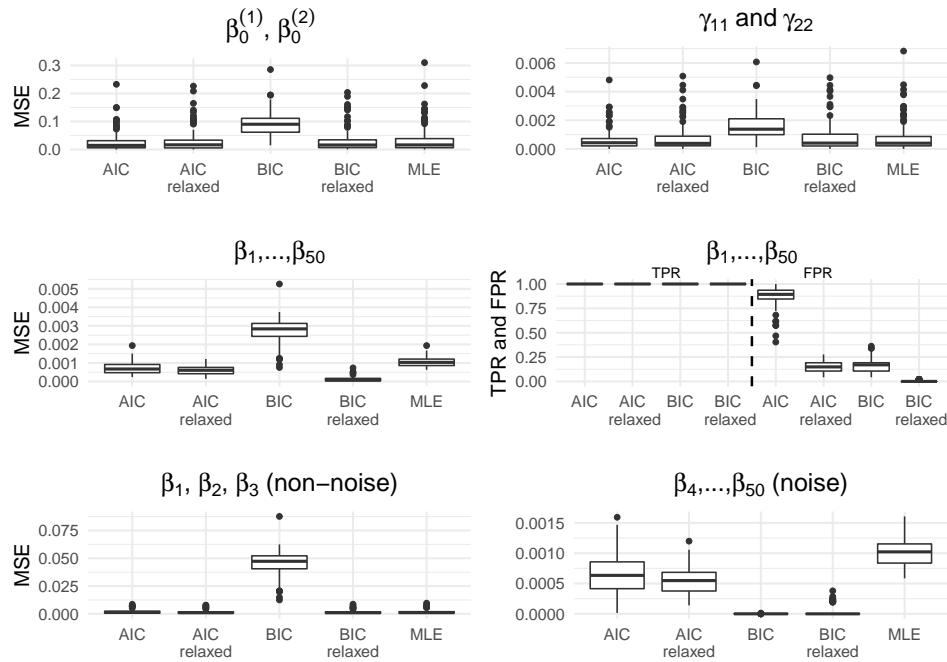 β₀⁽¹⁾, β₀⁽²⁾
MSE
0.3
0.2
0.1
0.0
AIC AIC relaxed BIC BIC relaxed MLE
γ₁₁ and γ₂₂
0.006
0.004
0.002
0.000
AIC AIC relaxed BIC BIC relaxed MLE
β₁,...,β₅₀
MSE
0.005
0.003
0.001
0.000
AIC AIC relaxed BIC BIC relaxed MLE
β₁,...,β₅₀
TPR FPR
TPR and FPR
1.00
0.75
0.50
0.25
0.00
AIC AIC relaxed BIC BIC relaxed AIC AIC relaxed BIC BIC relaxed
β₁, β₂, β₃ (non−noise)
MSE
0.075
0.050
0.025
0.000
AIC AIC relaxed BIC BIC relaxed MLE
β₄,...,β₅₀ (noise)
0.0015
0.0010
0.0005
0.0000
AIC AIC relaxed BIC BIC relaxed MLE